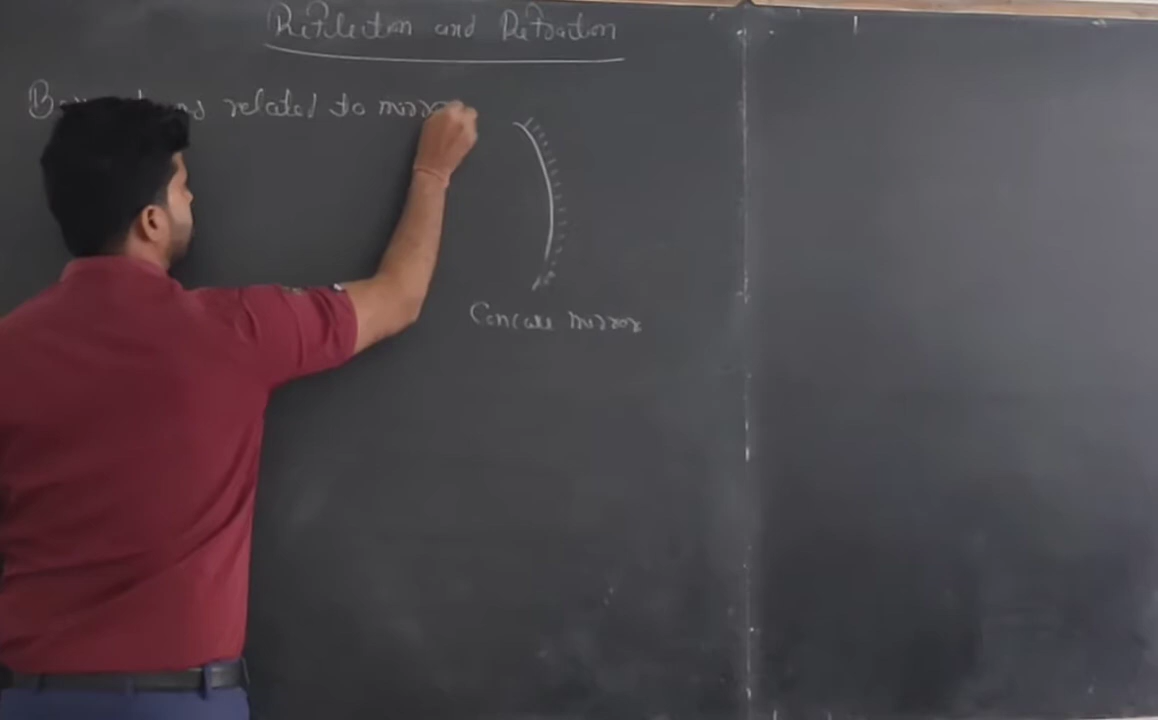 Reflection and Refraction
related to mirror
Concave mirror